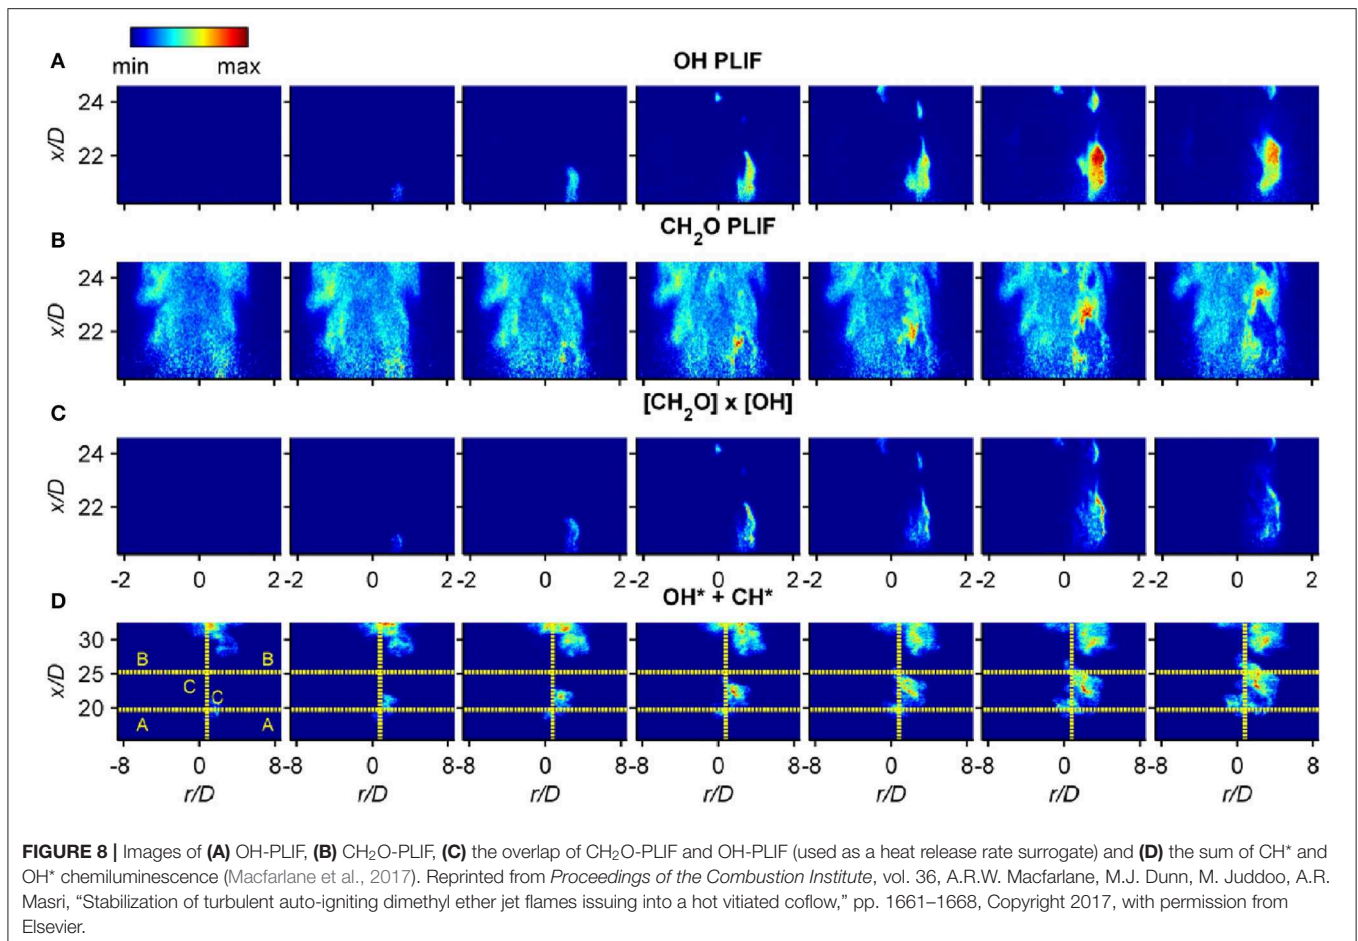 A
min max
OH PLIF
24
22
x/D
B
CH2O PLIF
24
22
x/D
C
[CH2O] x [OH]
24
22
x/D
-2 0 2 -2 0 2 -2 0 2 -2 0 2 -2 0 2 -2 0 2 -2 0 2
D
OH* + CH*
30
25
20
x/D
B B
C C
A A
-8 0 8 -8 0 8 -8 0 8 -8 0 8 -8 0 8 -8 0 8 -8 0 8
r/D r/D r/D r/D r/D r/D r/D
FIGURE 8 | Images of (A) OH-PLIF, (B) CH2O-PLIF, (C) the overlap of CH2O-PLIF and OH-PLIF (used as a heat release rate surrogate) and (D) the sum of CH* and
OH* chemiluminescence (Macfarlane et al., 2017). Reprinted from Proceedings of the Combustion Institute, vol. 36, A.R.W. Macfarlane, M.J. Dunn, M. Juddoo, A.R.
Masri, “Stabilization of turbulent auto-igniting dimethyl ether jet flames issuing into a hot vitiated coflow,” pp. 1661–1668, Copyright 2017, with permission from
Elsevier.